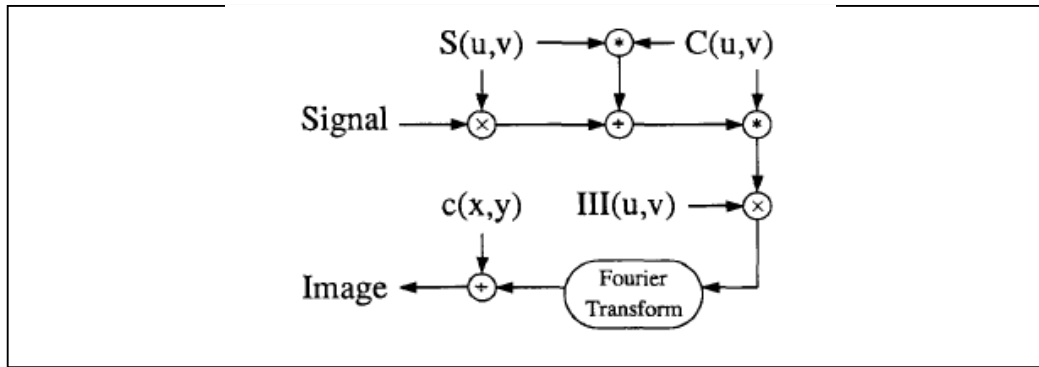 S(u,v) * C(u,v)
Signal × ÷ *
c(x,y) III(u,v) ×
Image ÷ Fourier
Transform